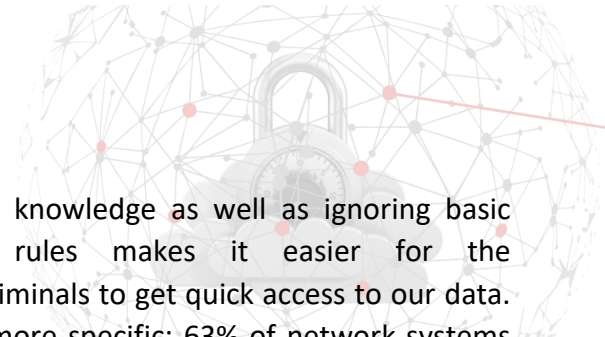 knowledge as well as ignoring basic
rules makes it easier for the
iminals to get quick access to our data.
more specific: 63% of network systems